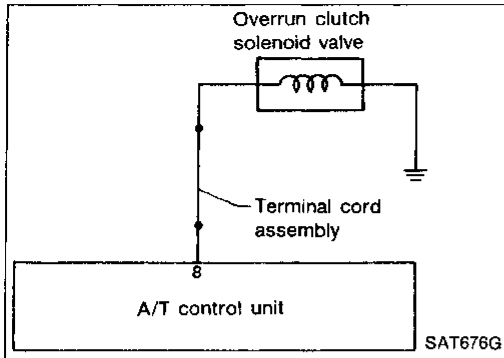 Overrun clutch
solenoid valve
Terminal cord
assembly
8
A/T control unit
SAT676G